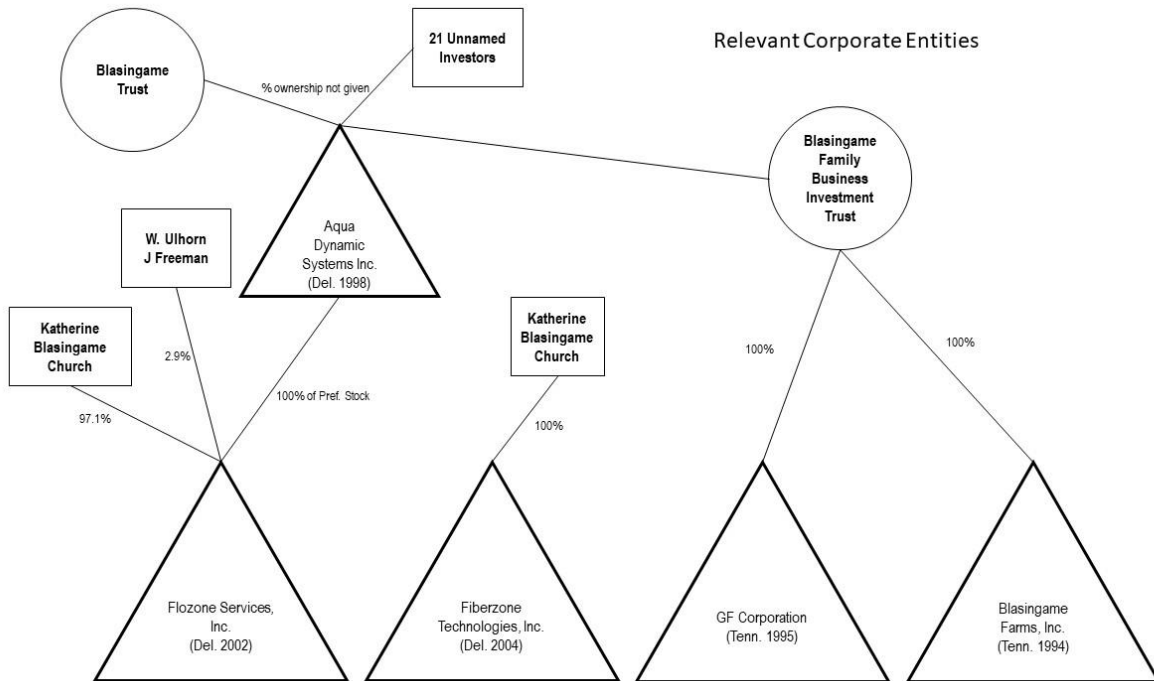 Relevant Corporate Entities
21 Unnamed
Investors
Blasingame
Trust
% ownership not given
Blasingame
Family
Business
Investment
Trust
W. Ulhorn
J Freeman
Aqua
Dynamic
Systems Inc.
(Del. 1998)
Katherine
Blasingame
Church
Katherine
Blasingame
Church
2.9%
97.1%
100% of Pref. Stock
100%
100%
100%
Flozone Services,
Inc.
(Del. 2002)
Fiberzone
Technologies, Inc.
(Del. 2004)
GF Corporation
(Tenn. 1995)
Blasingame
Farms, Inc.
(Tenn. 1994)